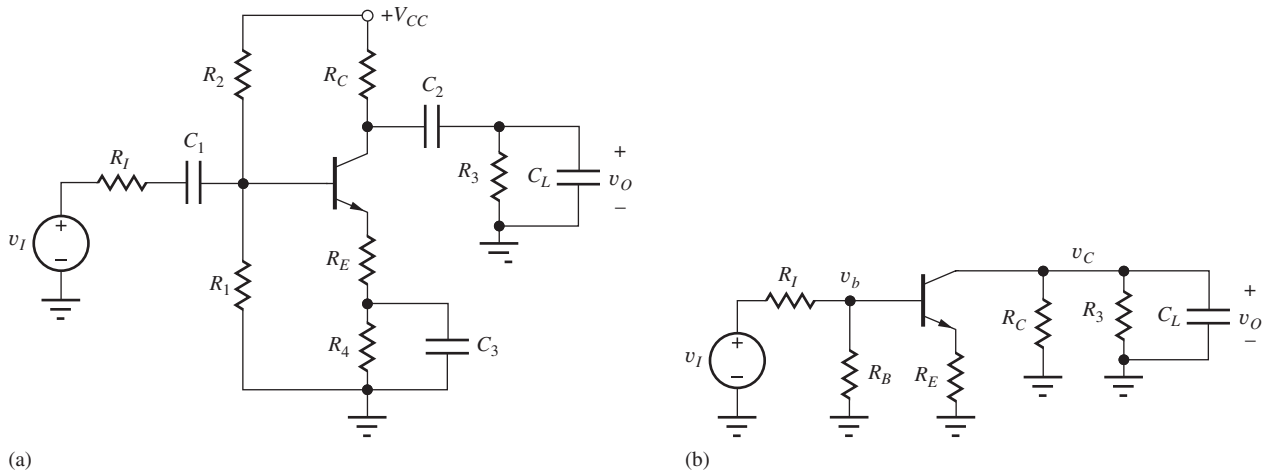 +V_CC
R_2
R_C
C_2
C_1
R_I
+
R_3
C_L
v_O
−
v_I
+
−
R_E
R_1
R_4
C_3
(a)
v_C
R_I
v_b
+
R_C
R_3
C_L
v_O
−
v_I
+
−
R_B
R_E
(b)